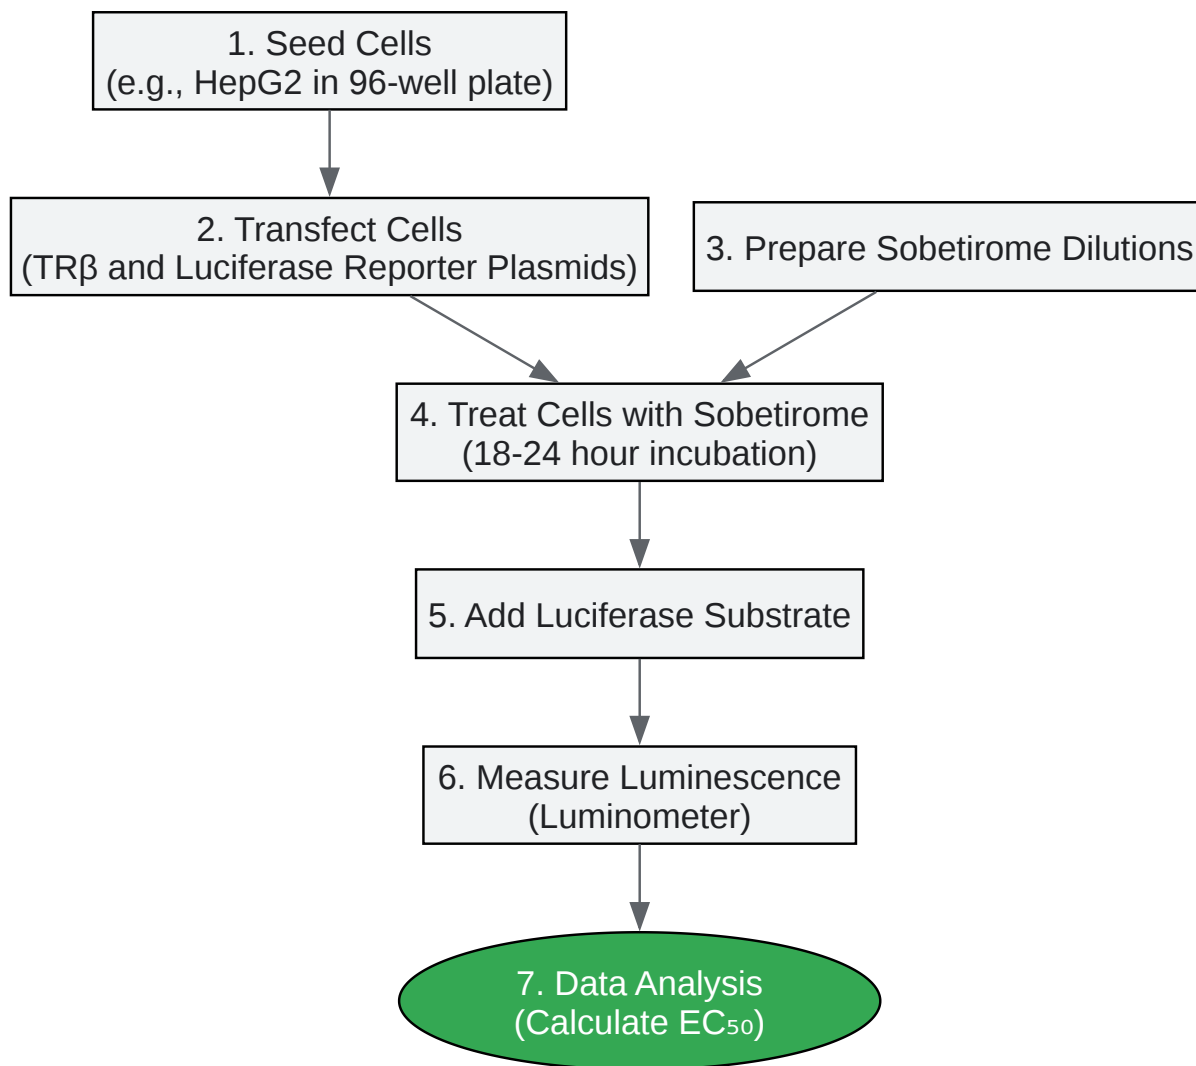 1. Seed Cells
(e.g., HepG2 in 96-well plate)
2. Transfect Cells
(TRβ and Luciferase Reporter Plasmids)
3. Prepare Sobetirome Dilutions
4. Treat Cells with Sobetirome
(18-24 hour incubation)
5. Add Luciferase Substrate
6. Measure Luminescence
(Luminometer)
7. Data Analysis
(Calculate EC₅₀)